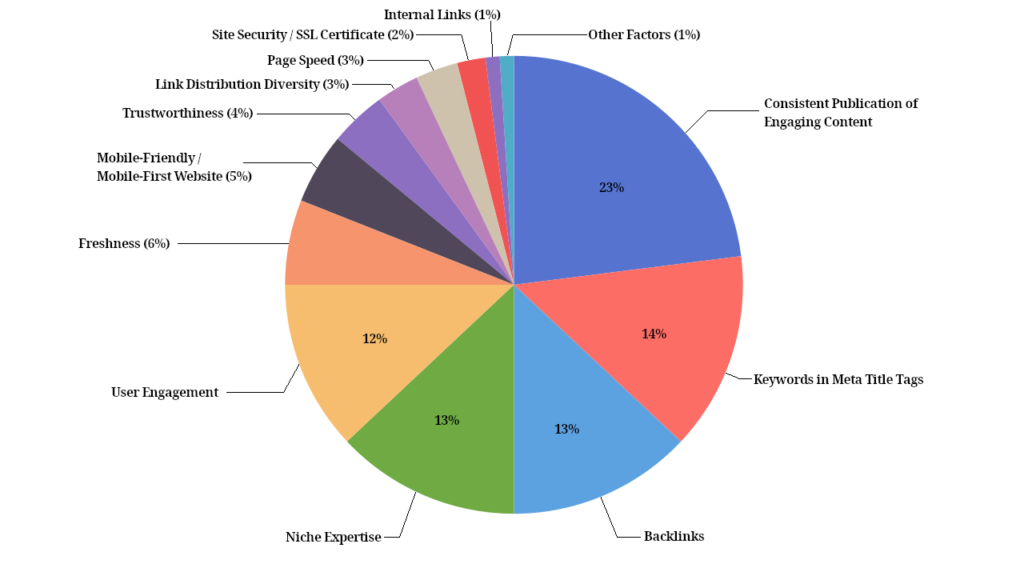 Internal Links (1%)
Site Security / SSL Certificate (2%)
Other Factors (1%)
Page Speed (3%)
Link Distribution Diversity (3%)
Trustworthiness (4%)
Consistent Publication of
Engaging Content
Mobile-Friendly /
Mobile-First Website (5%)
23%
Freshness (6%)
14%
12%
Keywords in Meta Title Tags
User Engagement
13%
13%
Niche Expertise
Backlinks